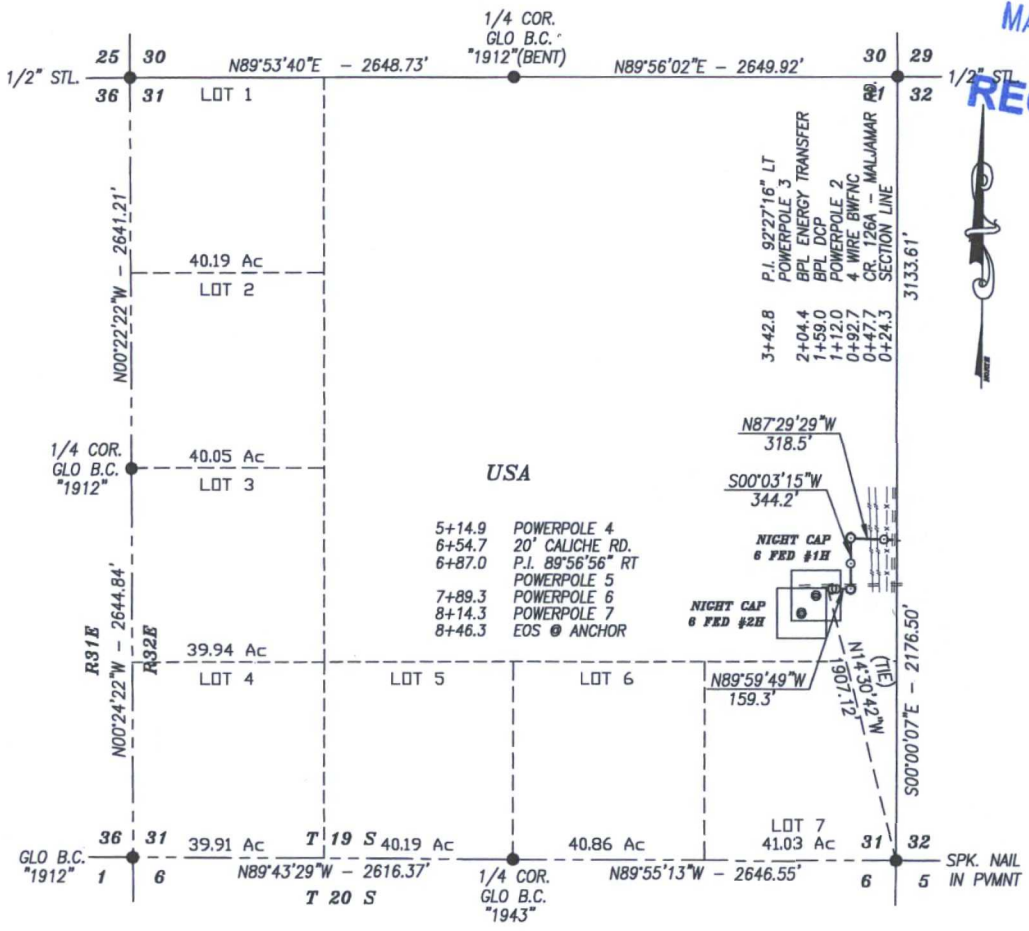 MA
1/4 COR.
GLO B.C.
"1912"(BENT)
25 30
30 29
1/2" STL.
N89°53'40"E - 2648.73'
N89°56'02"E - 2649.92'
1/2" STL.
36 31
LOT 1
32
REC
P.I. 92°27'16" LT
3+42.8 POWERPOLE 3
2+04.4 BPL ENERGY TRANSFER
1+59.0 BPL DCP
1+12.0 POWERPOLE 2
0+92.7 4 WIRE BWFNC
0+47.7 CR. 126A - MALJAMAR RD.
0+24.3 SECTION LINE
3133.61'
NORTH
N00°22'22"W - 2641.21'
40.19 Ac
LOT 2
1/4 COR.
GLO B.C.
"1912"
40.05 Ac
LOT 3
USA
N87°29'29"W
318.5'
S00°03'15"W
344.2'
5+14.9 POWERPOLE 4
6+54.7 20' CALICHE RD.
6+87.0 P.I. 89°56'56" RT
POWERPOLE 5
7+89.3 POWERPOLE 6
8+14.3 POWERPOLE 7
8+46.3 EOS @ ANCHOR
NIGHT CAP
6 FED #1H
NIGHT CAP
6 FED #2H
R31E
R32E
N00°24'22"W - 2644.84'
39.94 Ac
LOT 4
LOT 5
LOT 6
N89°59'49"W
159.3'
(TIE)
N14°30'42"W
1907.12'
S00°00'07"E - 2176.50'
LOT 7
36 31
39.91 Ac
T 19 S
40.19 Ac
40.86 Ac
41.03 Ac
31 32
GLO B.C.
"1912"
1 6
N89°43'29"W - 2616.37'
T 20 S
1/4 COR.
GLO B.C.
"1943"
N89°55'13"W - 2646.55'
6 5
SPK. NAIL
IN PVMNT